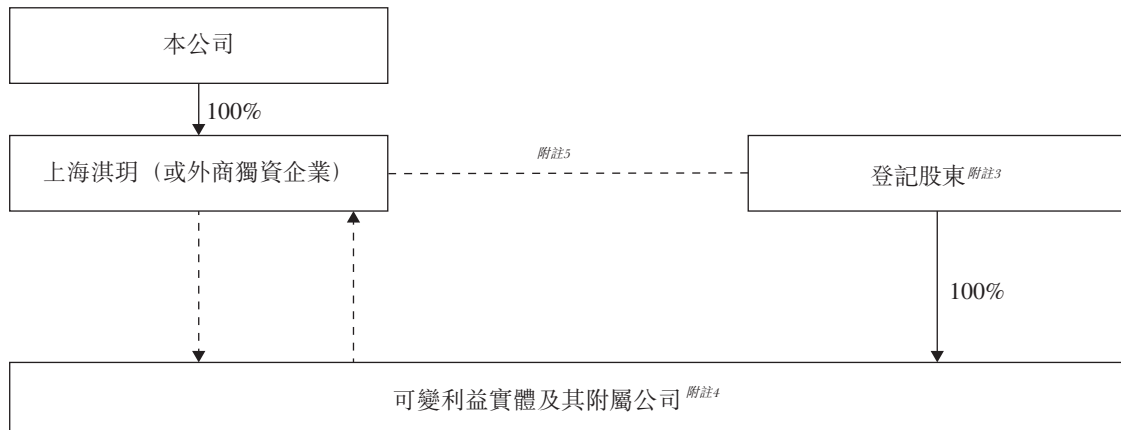 本公司
100%
上海淇玥（或外商獨資企業）
附註5
登記股東附註3
100%
可變利益實體及其附屬公司附註4